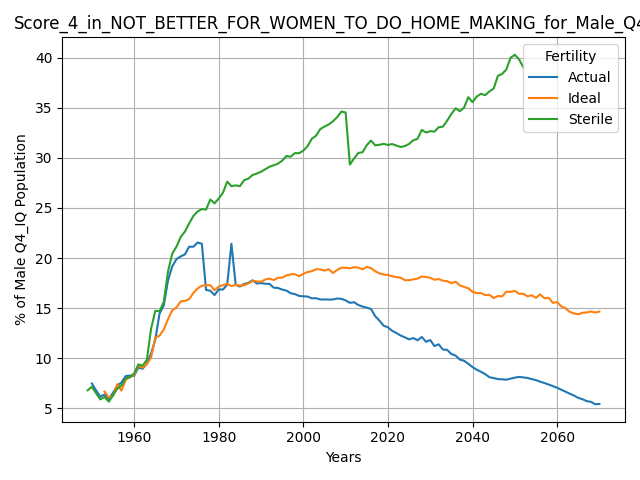 Score_4_in_NOT_BETTER_FOR_WOMEN_TO_DO_HOME_MAKING_for_Male_Q4
% of Male Q4_IQ Population
40
35
30
25
20
15
10
5
1960 1980 2000 2020 2040 2060
Years
Fertility
Actual
Ideal
Sterile